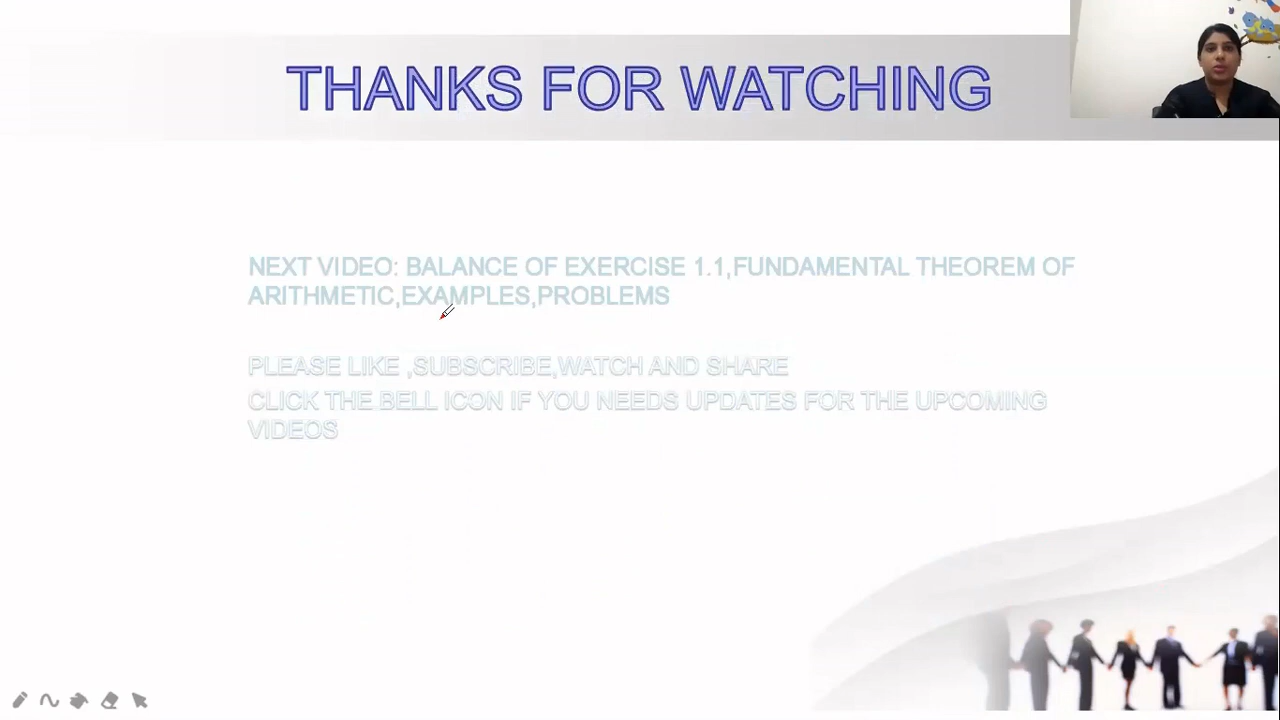 THANKS FOR WATCHING
NEXT VIDEO: BALANCE OF EXERCISE 1.1,FUNDAMENTAL THEOREM OF
ARITHMETIC,EXAMPLES,PROBLEMS
PLEASE LIKE ,SUBSCRIBE,WATCH AND SHARE
CLICK THE BELL ICON IF YOU NEEDS UPDATES FOR THE UPCOMING
VIDEOS